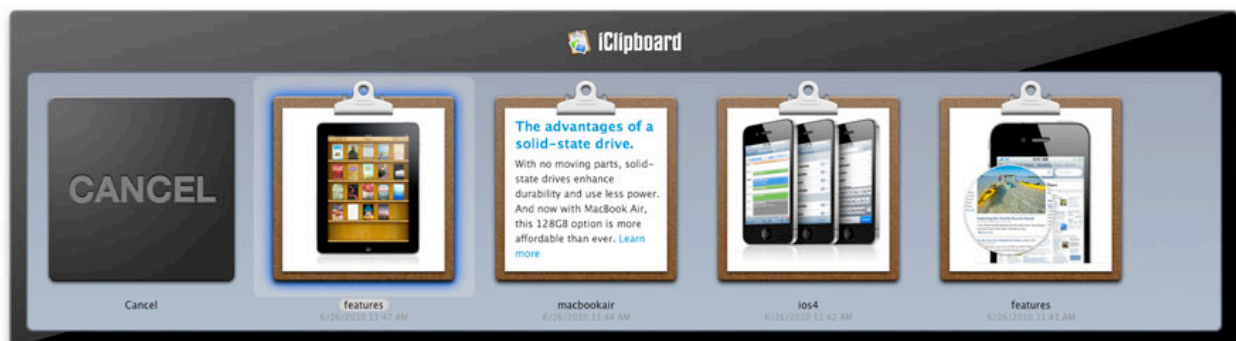 iClipboard
CANCEL
The advantages of a
solid-state drive.
With no moving parts, solid-
state drives enhance
durability and use less power.
And now with MacBook Air,
this 128GB option is more
affordable than ever. Learn
more
Cancel
features
6/26/2010 11:47 AM
macbookair
6/26/2010 11:44 AM
ios4
6/26/2010 11:42 AM
features
6/26/2010 11:41 AM